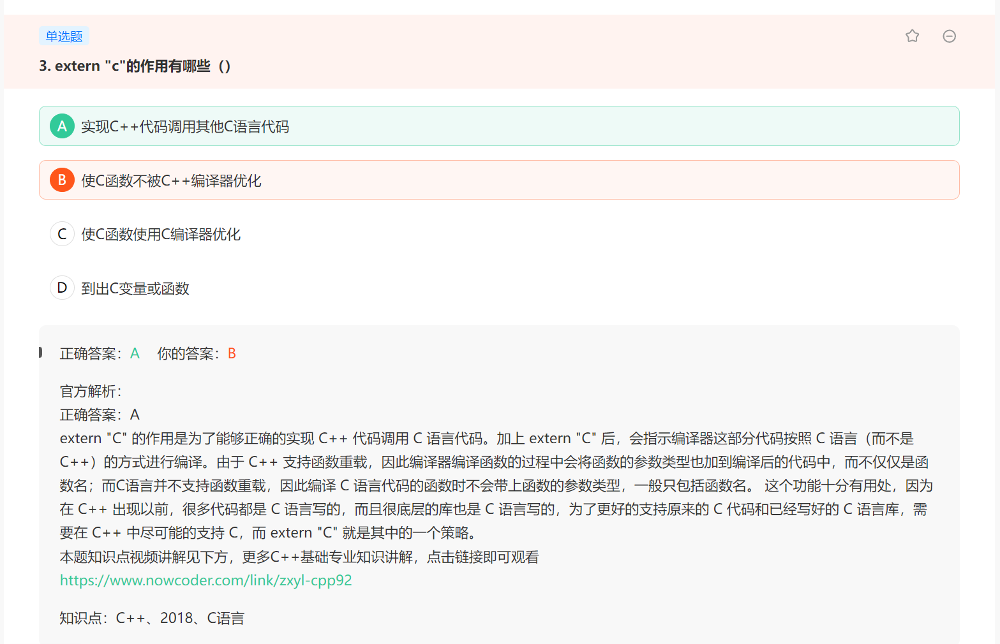 单选题
3. extern "c"的作用有哪些（）
A 实现C++代码调用其他C语言代码
B 使C函数不被C++编译器优化
C 使C函数使用C编译器优化
D 到出C变量或函数
正确答案：A 你的答案：B
官方解析：
正确答案：A
extern "C" 的作用是为了能够正确的实现 C++ 代码调用 C 语言代码。加上 extern "C" 后，会指示编译器这部分代码按照 C 语言（而不是
C++）的方式进行编译。由于 C++ 支持函数重载，因此编译器编译函数的过程中会将函数的参数类型也加到编译后的代码中，而不仅仅是函
数名；而C语言并不支持函数重载，因此编译 C 语言代码的函数时不会带上函数的参数类型，一般只包括函数名。 这个功能十分有用处，因为
在 C++ 出现以前，很多代码都是 C 语言写的，而且很底层的库也是 C 语言写的，为了更好的支持原来的 C 代码和已经写好的 C 语言库，需
要在 C++ 中尽可能的支持 C，而 extern "C" 就是其中的一个策略。
本题知识点视频讲解见下方，更多C++基础专业知识讲解，点击链接即可观看
https://www.nowcoder.com/link/zxyl-cpp92
知识点：C++、2018、C语言